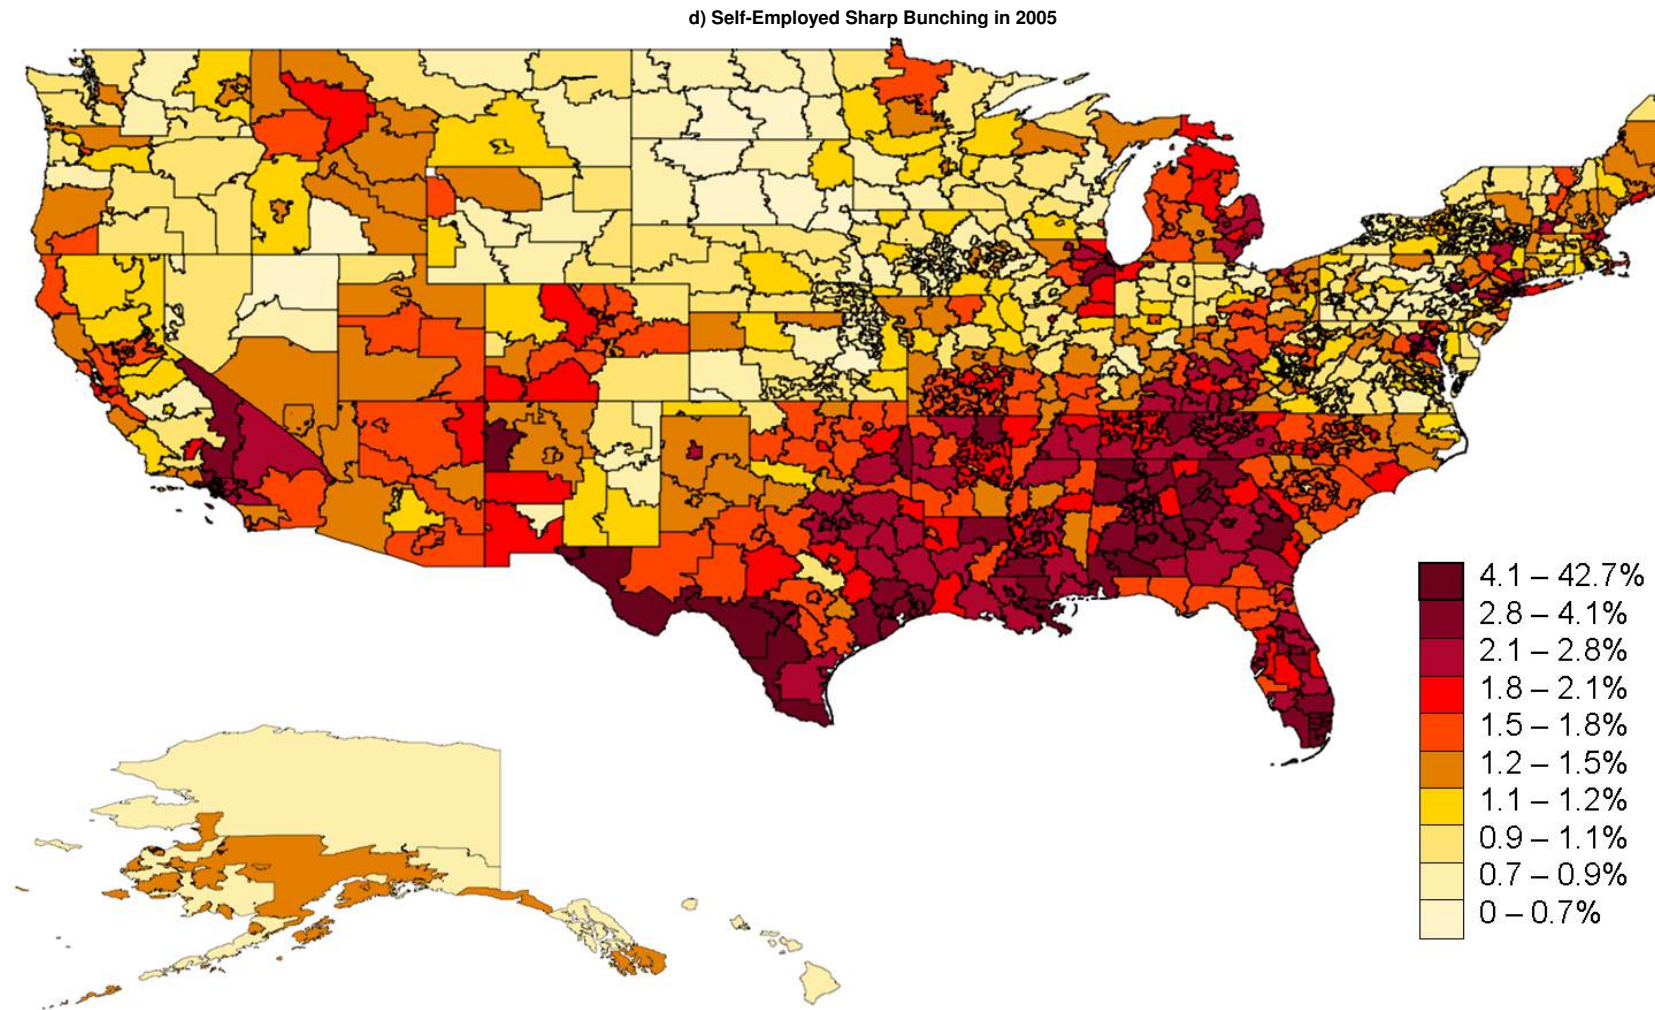 d) Self-Employed Sharp Bunching in 2005
4.1 – 42.7%
2.8 – 4.1%
2.1 – 2.8%
1.8 – 2.1%
1.5 – 1.8%
1.2 – 1.5%
1.1 – 1.2%
0.9 – 1.1%
0.7 – 0.9%
0 – 0.7%